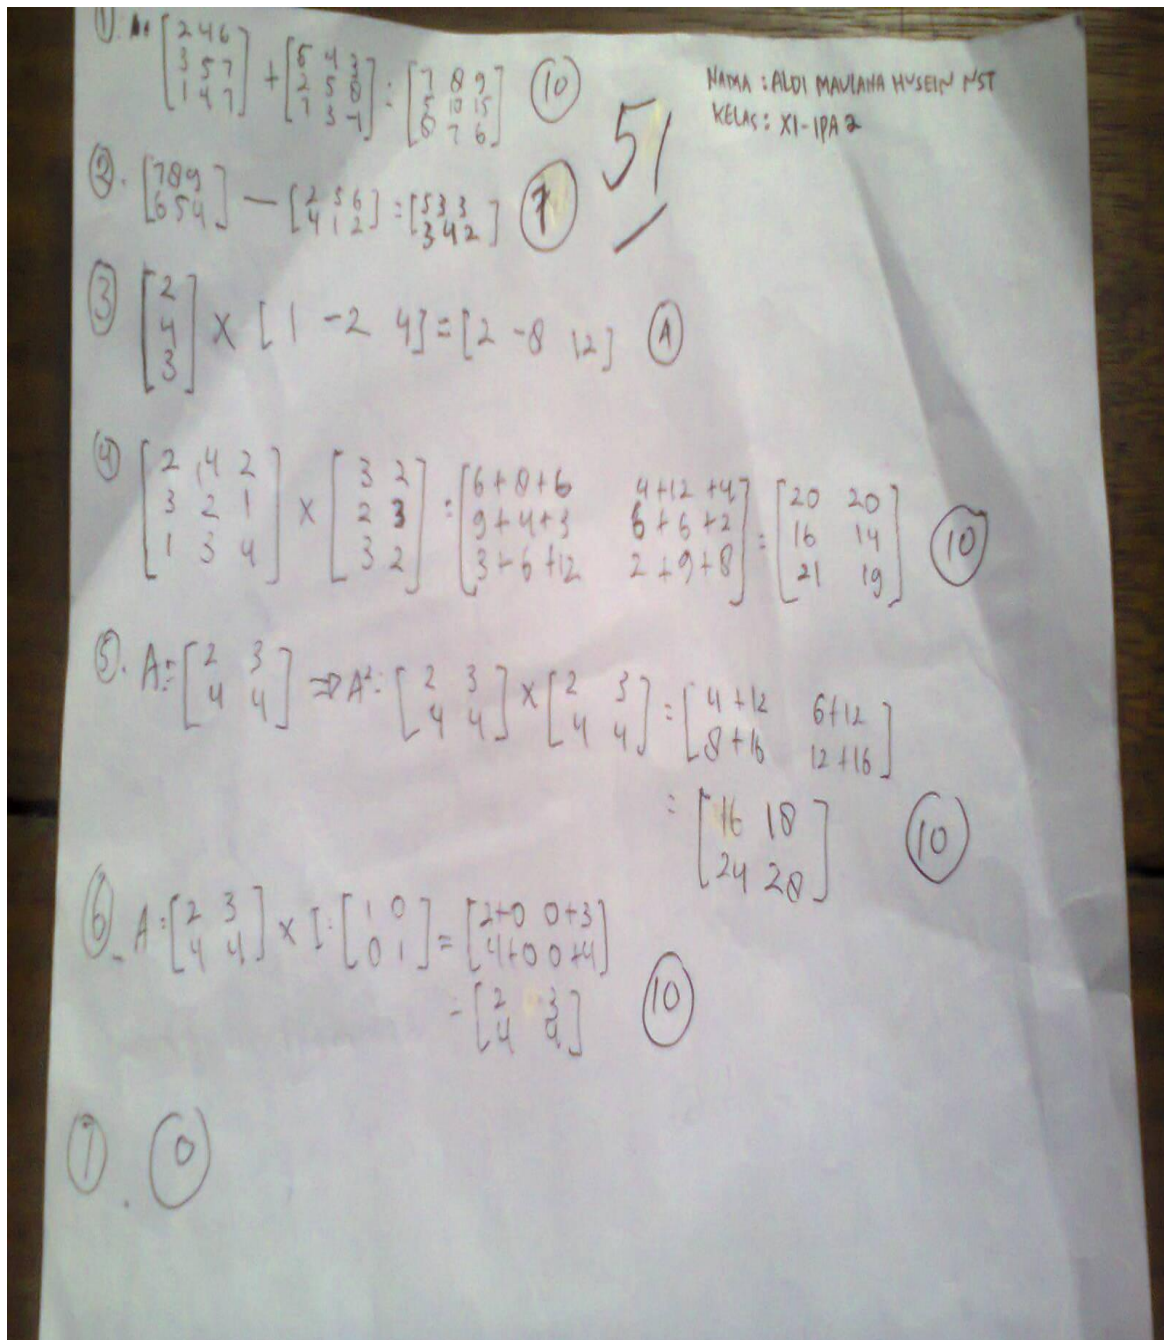 NAMA : ALDI MAULANA HUSEIN NST
KELAS : XI-IPA 2
51
1. [2 4 6 + [5 4 3 : [7 8 9 (10)
3 5 7 2 5 8 5 10 15
1 4 7] 7 3 -1] 8 7 6]
2. [7 8 9 − [2 5 6 = [5 3 3 (7)
6 5 4] 4 1 2] 3 4 2]
3 [2 × [1 -2 4] = [2 -8 12]
4
3]
4 [2 4 2 × [3 2 = [6+8+6 4+12+4 = [20 20 (10)
3 2 1 2 3 9+4+3 6+6+2 16 14
1 3 4] 3 2] 3+6+12 2+9+8] 21 19]
5. A = [2 3 ⇒ A² : [2 3 × [2 3 = [4+12 6+12
4 4] 4 4] 4 4] 8+16 12+16]
= [16 18 (10)
24 28]
6. A : [2 3 × I : [1 0 = [2+0 0+3
4 4] 0 1] 4+0 0+4]
= [2 3 (10)
4 4]
7. (0)